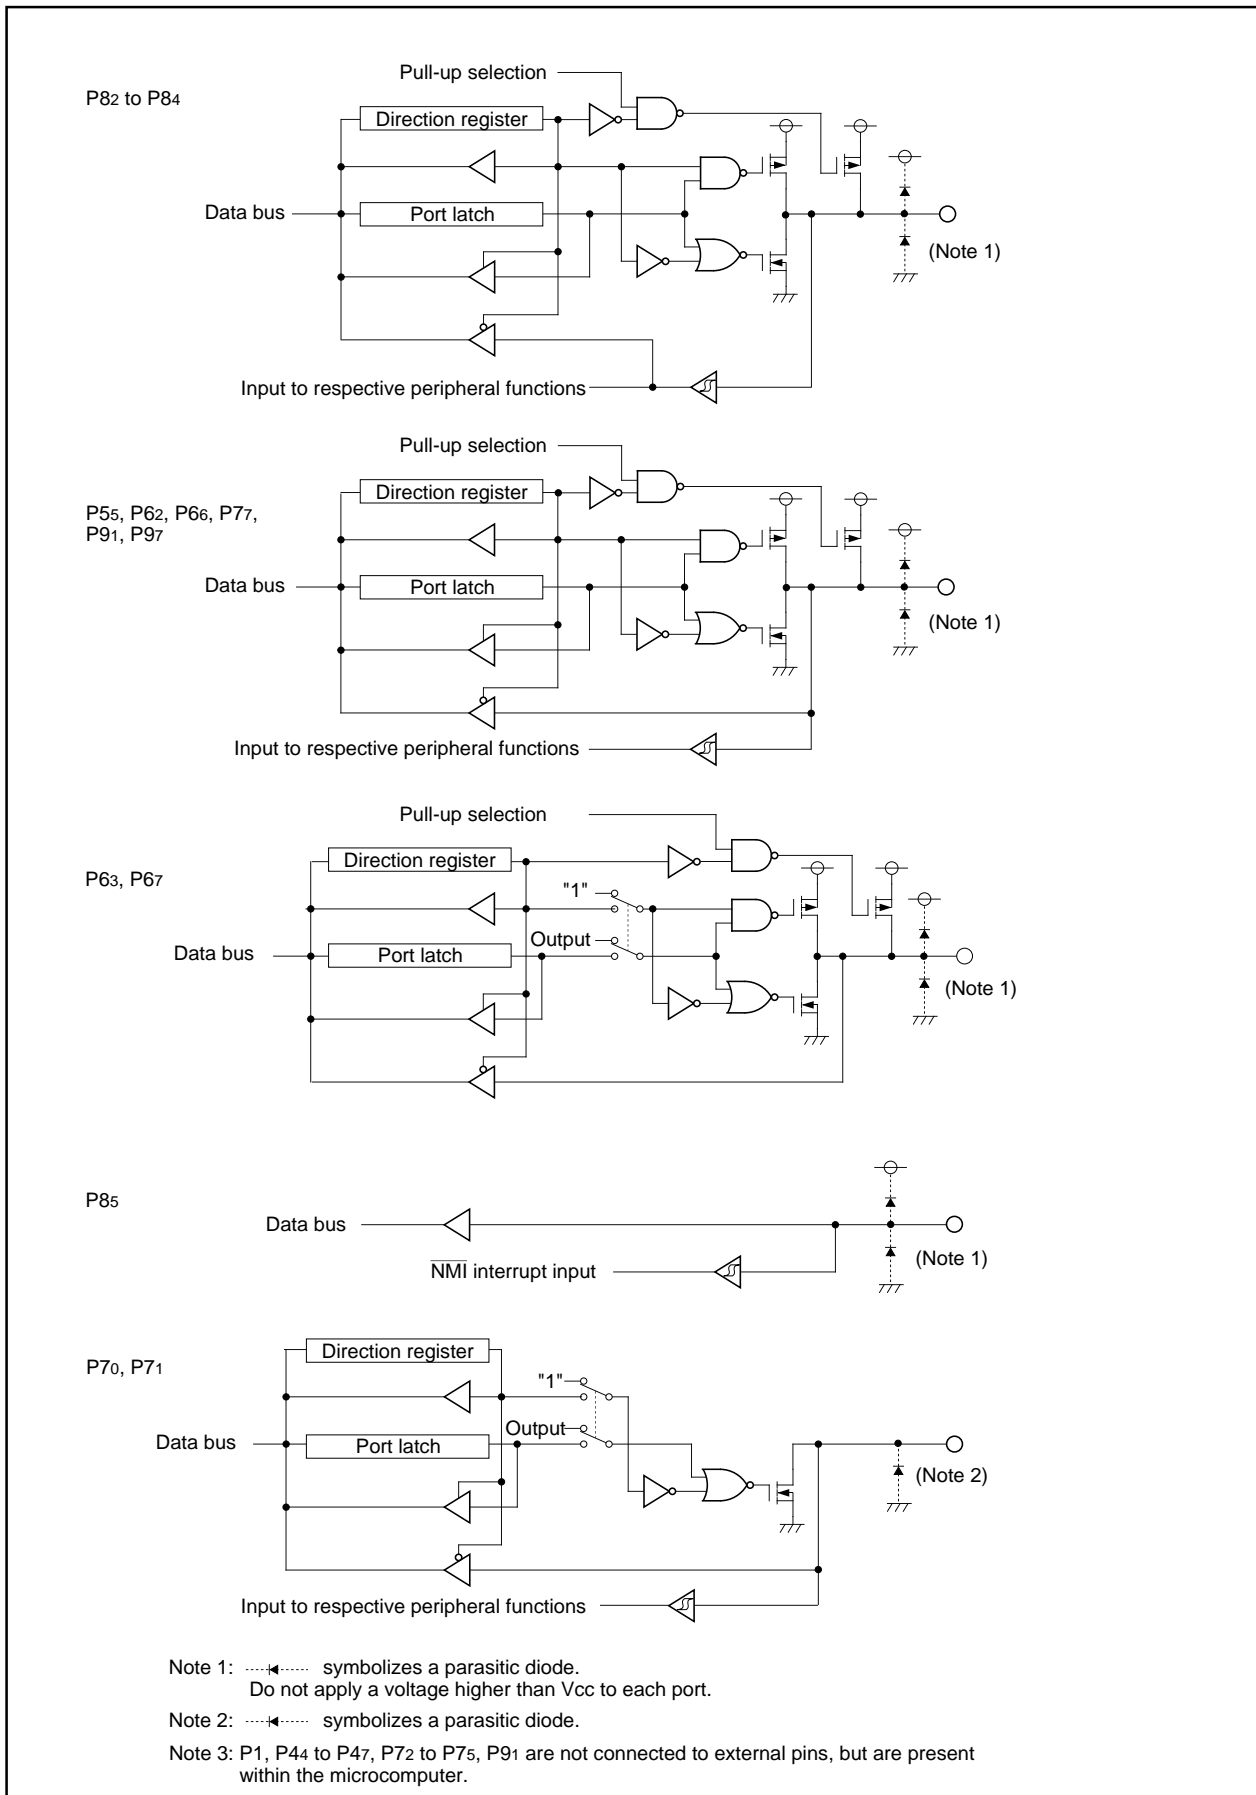 Pull-up selection
P82 to P84
Direction register
Data bus
Port latch
(Note 1)
Input to respective peripheral functions
Pull-up selection
Direction register
P55, P62, P66, P77,
P91, P97
Data bus
Port latch
(Note 1)
Input to respective peripheral functions
Pull-up selection
Direction register
P63, P67
"1"
Output
Data bus
Port latch
(Note 1)
P85
Data bus
(Note 1)
NMI interrupt input
Direction register
P70, P71
"1"
Output
Data bus
Port latch
(Note 2)
Input to respective peripheral functions
Note 1: symbolizes a parasitic diode.
Do not apply a voltage higher than Vcc to each port.
Note 2: symbolizes a parasitic diode.
Note 3: P1, P44 to P47, P72 to P75, P91 are not connected to external pins, but are present
within the microcomputer.